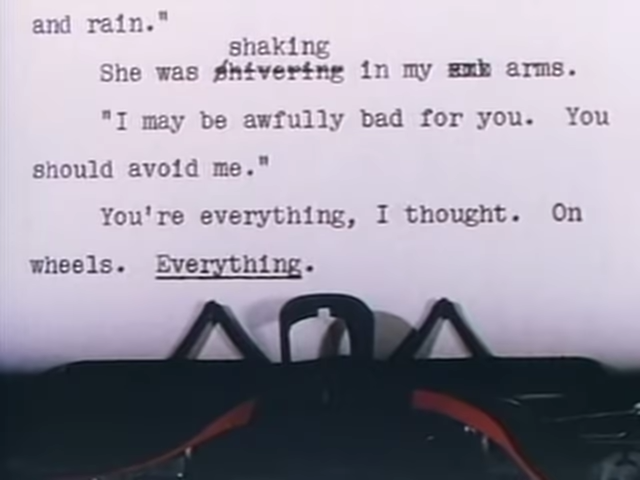 and rain."
shaking
She was shivering in my arms.
"I may be awfully bad for you. You
should avoid me."
You're everything, I thought. On
wheels. Everything.